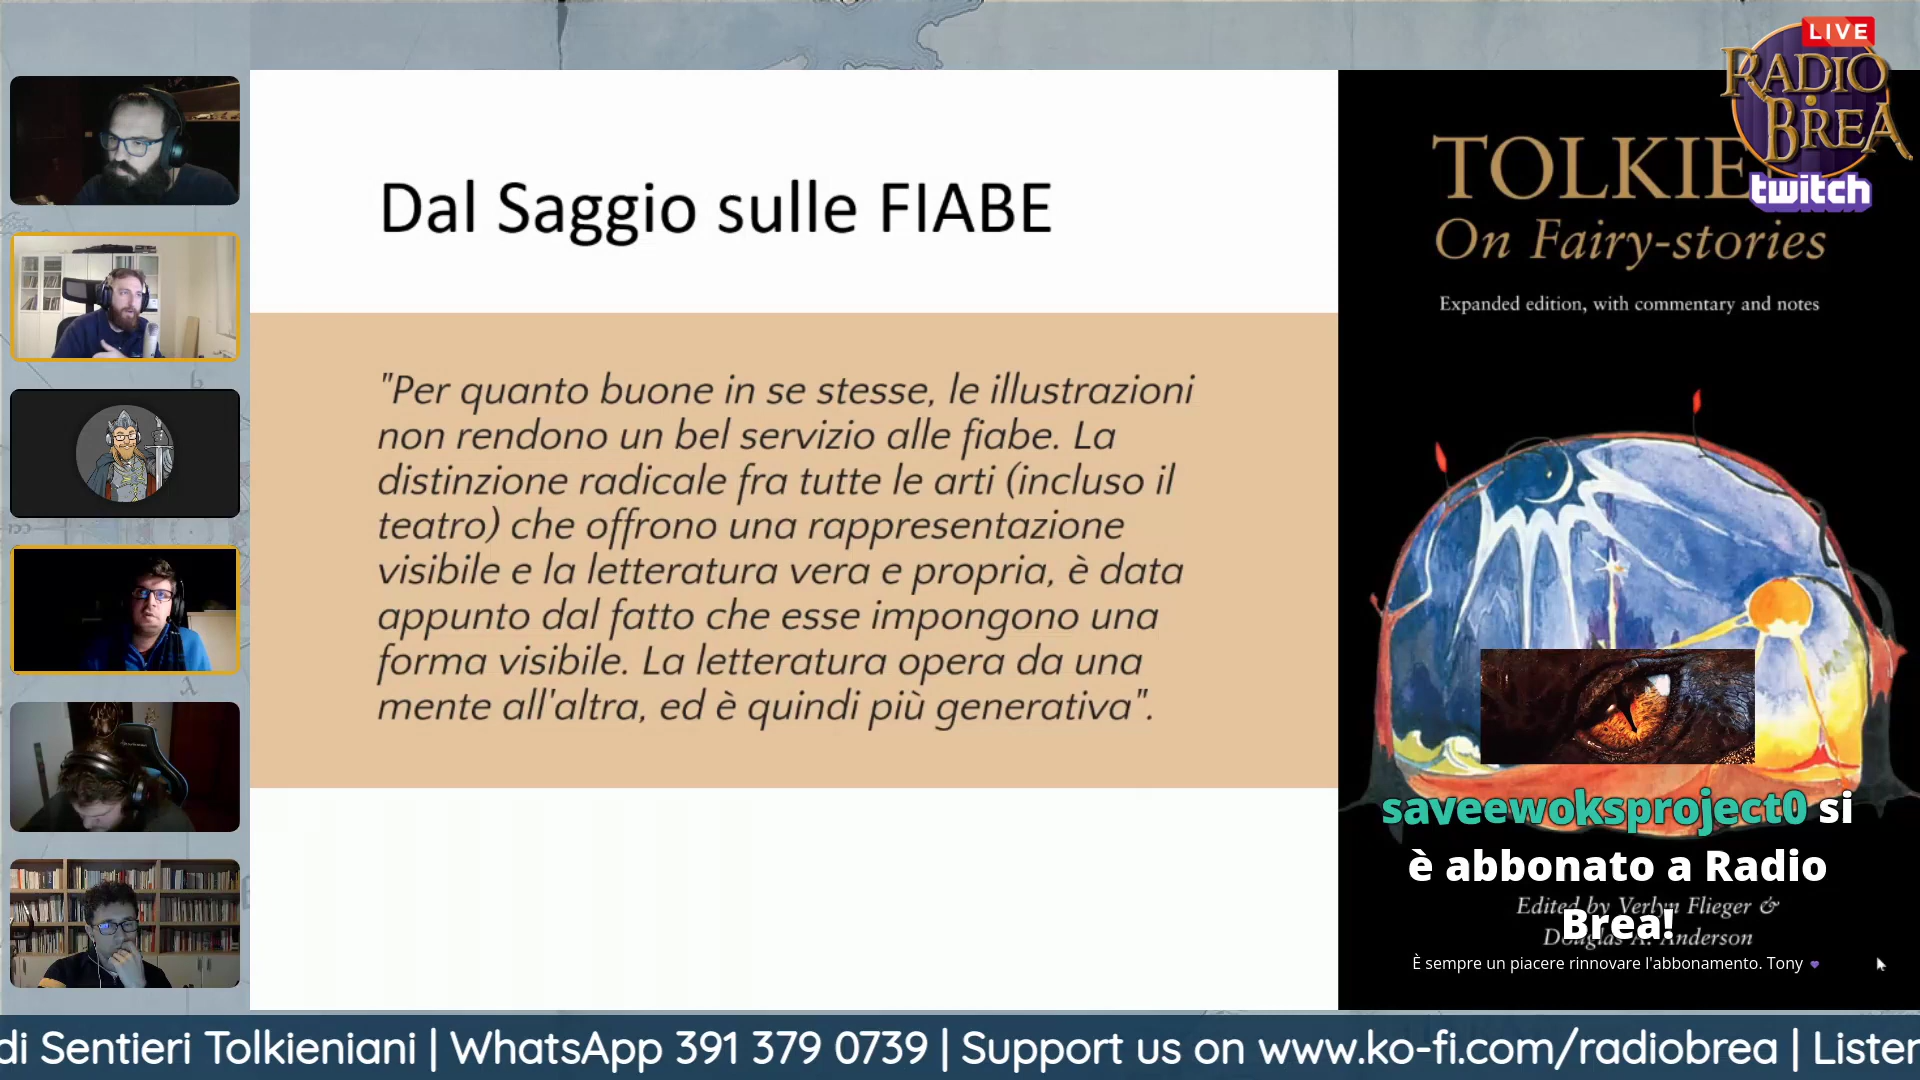 LIVE
RADIO
BREA
twitch
Dal Saggio sulle FIABE
"Per quanto buone in se stesse, le illustrazioni
non rendono un bel servizio alle fiabe. La
distinzione radicale fra tutte le arti (incluso il
teatro) che offrono una rappresentazione
visibile e la letteratura vera e propria, è data
appunto dal fatto che esse impongono una
forma visibile. La letteratura opera da una
mente all'altra, ed è quindi più generativa".
TOLKIE
On Fairy-stories
Expanded edition, with commentary and notes
saveewoksproject0 si
è abbonato a Radio
Brea!
Edited by Verlyn Flieger &
Douglas A. Anderson
È sempre un piacere rinnovare l'abbonamento. Tony 💜
di Sentieri Tolkieniani | WhatsApp 391 379 0739 | Support us on www.ko-fi.com/radiobrea | Lister